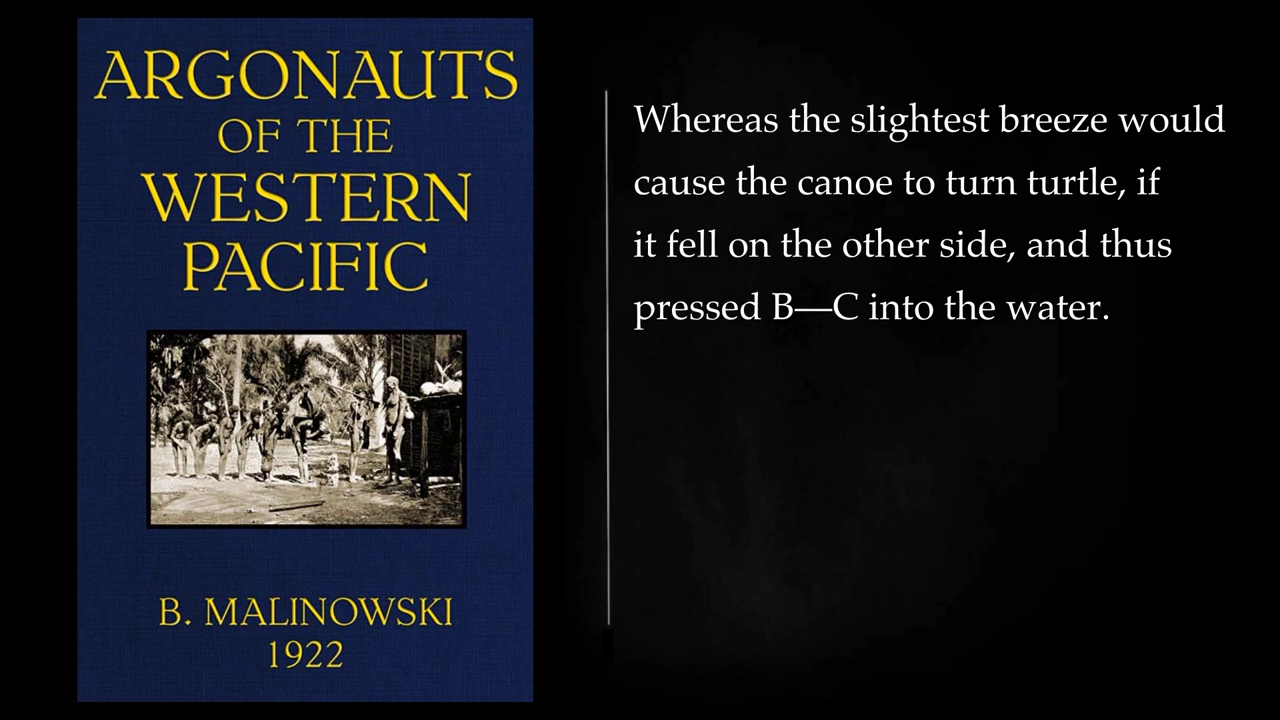 ARGONAUTS
OF THE
WESTERN
PACIFIC
B. MALINOWSKI
1922
Whereas the slightest breeze would
cause the canoe to turn turtle, if
it fell on the other side, and thus
pressed B—C into the water.